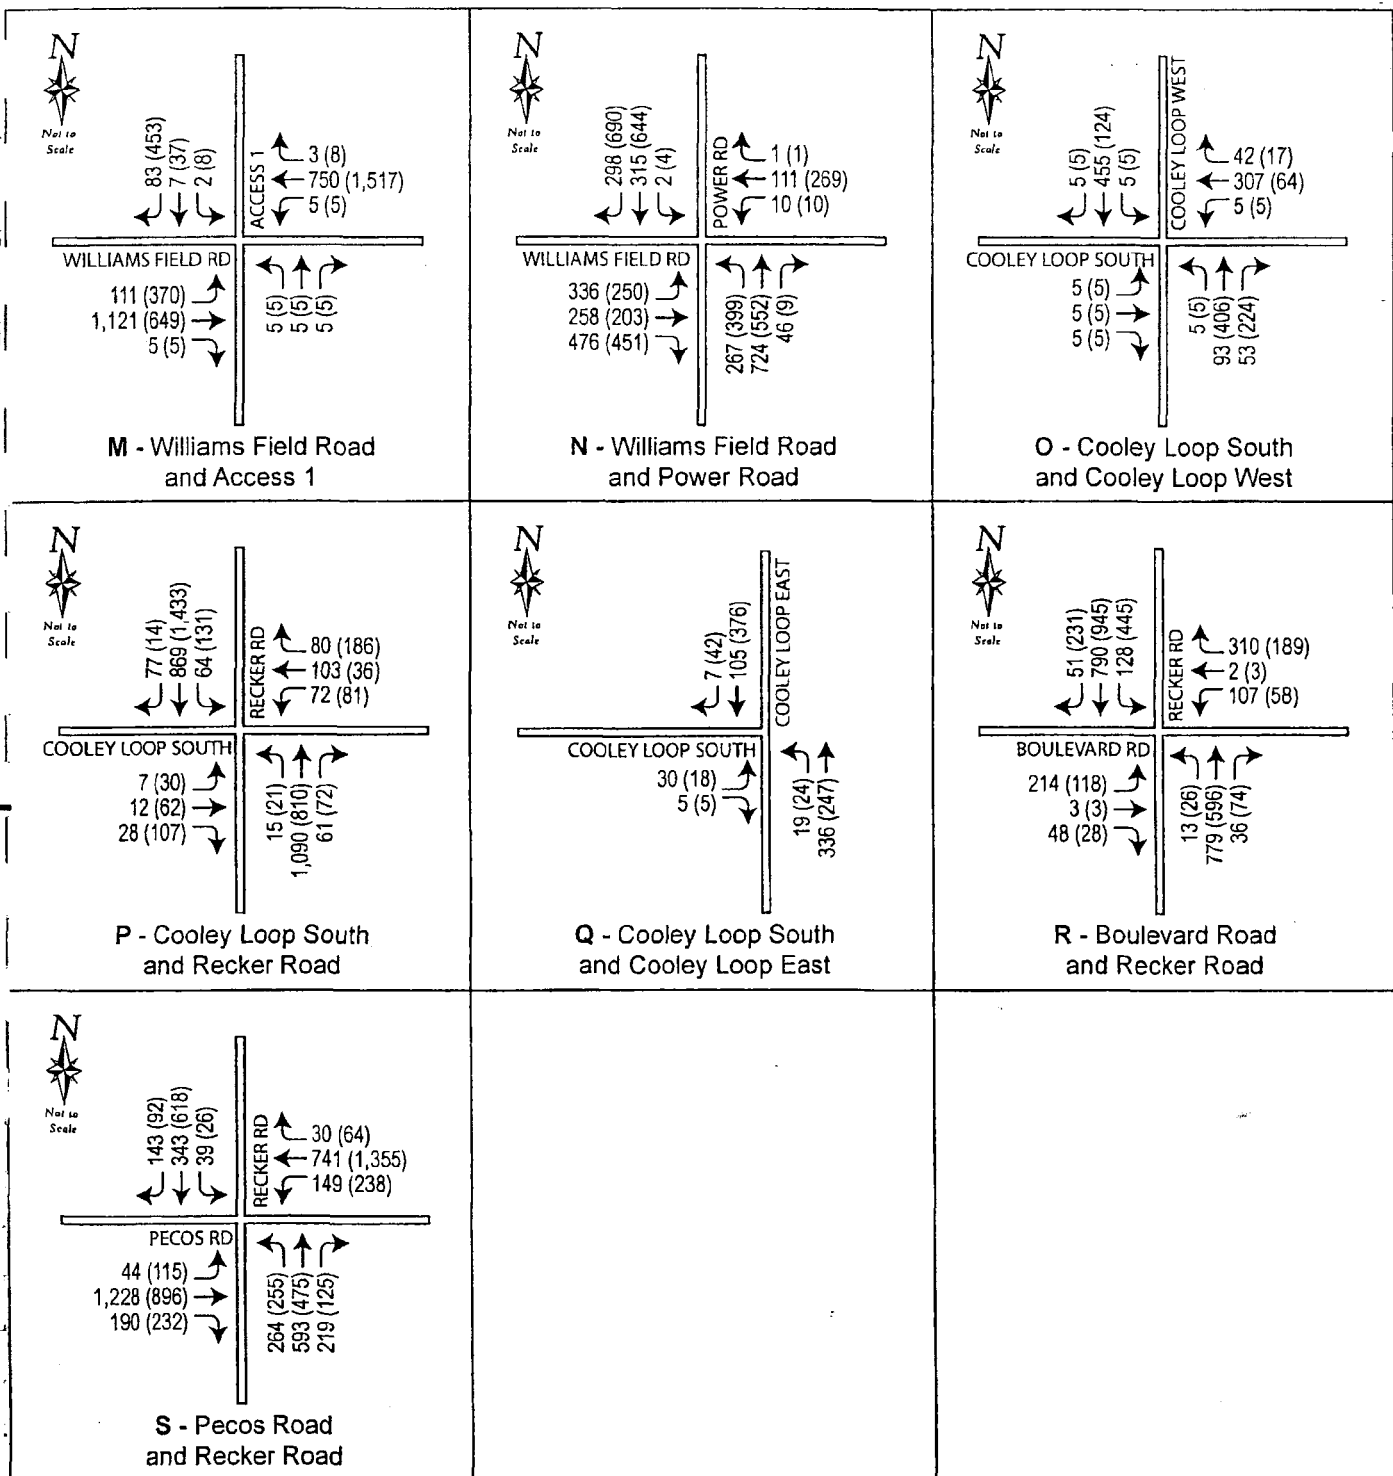 N
Not to
Scale
83 (453)
7 (37)
2 (8)
ACCESS 1
3 (8)
750 (1,517)
5 (5)
WILLIAMS FIELD RD
111 (370)
1,121 (649)
5 (5)
5 (5)
5 (5)
5 (5)
M - Williams Field Road
and Access 1
N
Not to
Scale
298 (690)
315 (644)
2 (4)
POWER RD
1 (1)
111 (269)
10 (10)
WILLIAMS FIELD RD
336 (250)
258 (203)
476 (451)
267 (399)
724 (552)
46 (9)
N - Williams Field Road
and Power Road
N
Not to
Scale
5 (5)
455 (124)
5 (5)
COOLEY LOOP WEST
42 (17)
307 (64)
5 (5)
COOLEY LOOP SOUTH
5 (5)
5 (5)
5 (5)
5 (5)
93 (406)
53 (224)
O - Cooley Loop South
and Cooley Loop West
N
Not to
Scale
77 (14)
869 (1,433)
64 (131)
RECKER RD
80 (186)
103 (36)
72 (81)
COOLEY LOOP SOUTH
7 (30)
12 (62)
28 (107)
15 (21)
1,090 (810)
61 (72)
P - Cooley Loop South
and Recker Road
N
Not to
Scale
7 (42)
105 (376)
COOLEY LOOP EAST
COOLEY LOOP SOUTH
30 (18)
5 (5)
19 (24)
336 (247)
Q - Cooley Loop South
and Cooley Loop East
N
Not to
Scale
51 (231)
790 (945)
128 (445)
RECKER RD
310 (189)
2 (3)
107 (58)
BOULEVARD RD
214 (118)
3 (3)
48 (28)
13 (26)
779 (596)
36 (74)
R - Boulevard Road
and Recker Road
N
Not to
Scale
143 (92)
343 (618)
39 (26)
RECKER RD
30 (64)
741 (1,355)
149 (238)
PECOS RD
44 (115)
1,228 (896)
190 (232)
264 (255)
593 (475)
219 (125)
S - Pecos Road
and Recker Road